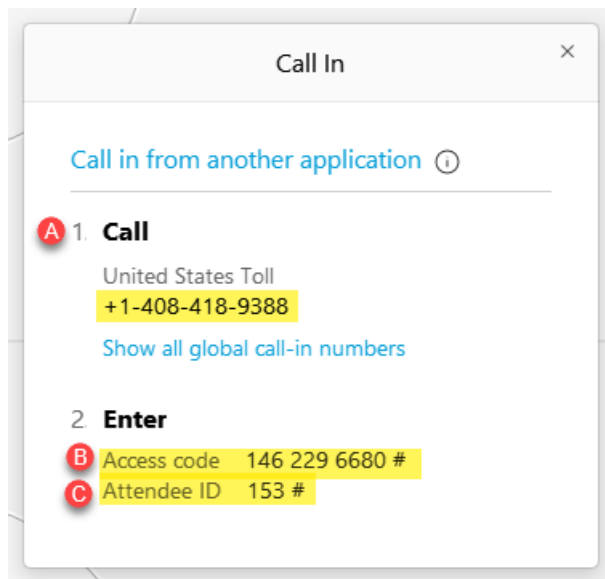 Call In
Call in from another application
A 1. Call
United States Toll
+1-408-418-9388
Show all global call-in numbers
2. Enter
B Access code 146 229 6680 #
C Attendee ID 153 #